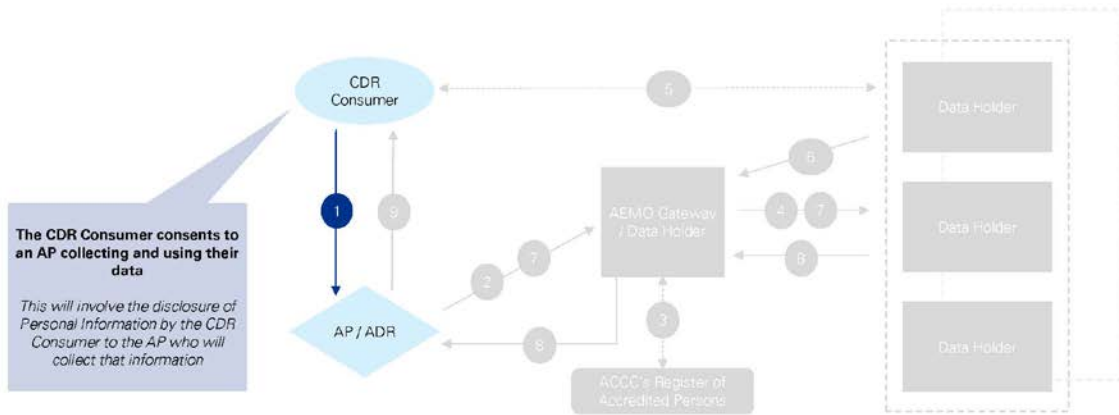 CDR
Consumer
5
Data Holder
6
The CDR Consumer consents to
an AP collecting and using their
data
This will involve the disclosure of
Personal Information by the CDR
Consumer to the AP who will
collect that information
1
9
AEMO Gateway
/ Data Holder
4
7
Data Holder
8
2
7
3
AP / ADR
8
Data Holder
ACCC's Register of
Accredited Persons